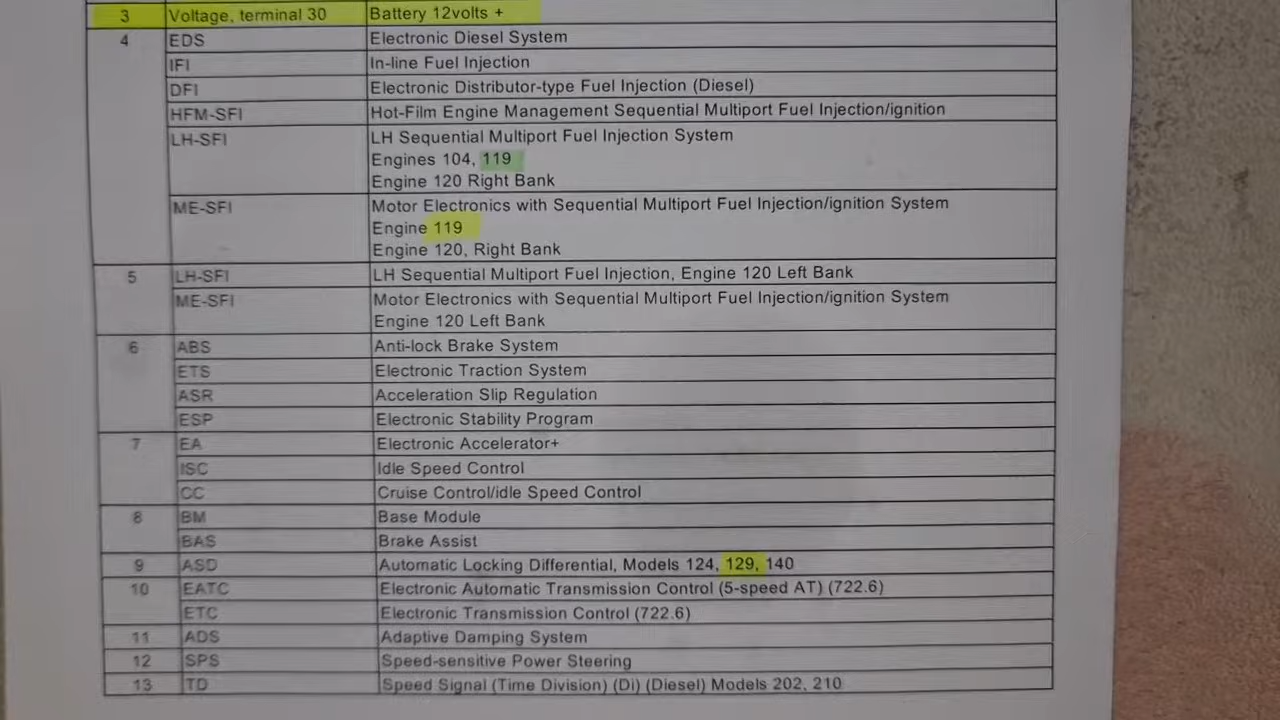 3 Voltage, terminal 30 Battery 12volts +
4 EDS Electronic Diesel System
IFI In-line Fuel Injection
DFI Electronic Distributor-type Fuel Injection (Diesel)
HFM-SFI Hot-Film Engine Management Sequential Multiport Fuel Injection/ignition
LH-SFI LH Sequential Multiport Fuel Injection System
Engines 104, 119
Engine 120 Right Bank
ME-SFI Motor Electronics with Sequential Multiport Fuel Injection/ignition System
Engine 119
Engine 120, Right Bank
5 LH-SFI LH Sequential Multiport Fuel Injection, Engine 120 Left Bank
ME-SFI Motor Electronics with Sequential Multiport Fuel Injection/ignition System
Engine 120 Left Bank
6 ABS Anti-lock Brake System
ETS Electronic Traction System
ASR Acceleration Slip Regulation
ESP Electronic Stability Program
7 EA Electronic Accelerator+
ISC Idle Speed Control
CC Cruise Control/idle Speed Control
8 BM Base Module
BAS Brake Assist
9 ASD Automatic Locking Differential, Models 124, 129, 140
10 EATC Electronic Automatic Transmission Control (5-speed AT) (722.6)
ETC Electronic Transmission Control (722.6)
11 ADS Adaptive Damping System
12 SPS Speed-sensitive Power Steering
13 TD Speed Signal (Time Division) (Di) (Diesel) Models 202, 210